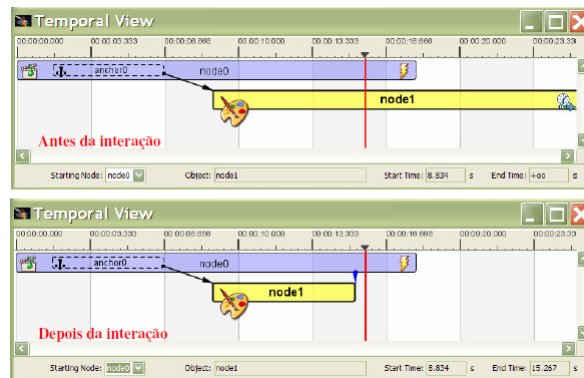 Temporal View
00:00:00.000 00:00:03.333 00:00:06.666 00:00:10.000 00:00:13.333 00:00:16.666 00:00:20.000 00:00:23.33
anchor0 node0
node1
Antes da interação
Starting Node: node0 Object: node1 Start Time: 8.834 s End Time: +oo s
Temporal View
00:00:00.000 00:00:03.333 00:00:06.666 00:00:10.000 00:00:13.333 00:00:16.666 00:00:20.000 00:00:23.33
anchor0 node0
node1
Depois da interação
Starting Node: node0 Object: node1 Start Time: 8.834 s End Time: 15.267 s